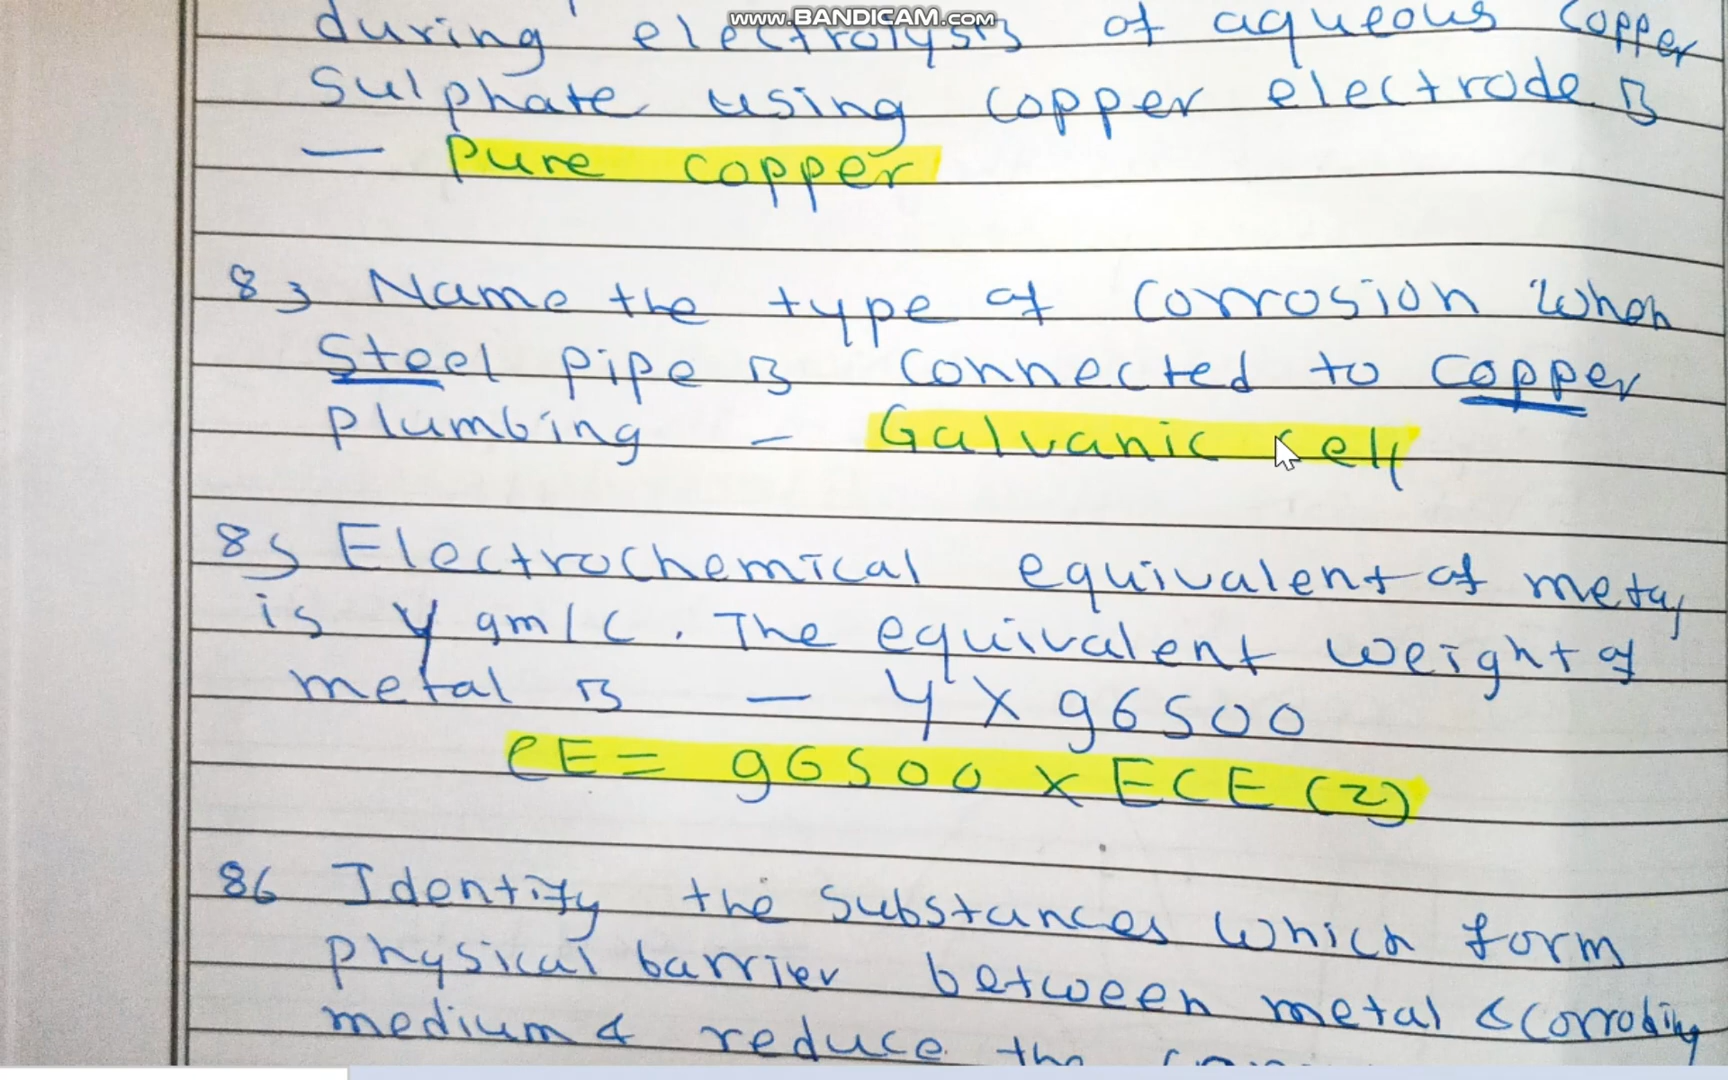 www.BANDICAM.com
during electrolysis of aqueous copper
sulphate using copper electrode is
— Pure copper
83 Name the type of corrosion when
steel pipe is connected to copper
plumbing — Galvanic cell
85 Electrochemical equivalent of metal
is y gm/c. The equivalent weight of
metal is — y x 96500
CE = 96500 x ECE (Z)
86 Identify the substances which form
physical barrier between metal & corroding
medium & reduce the